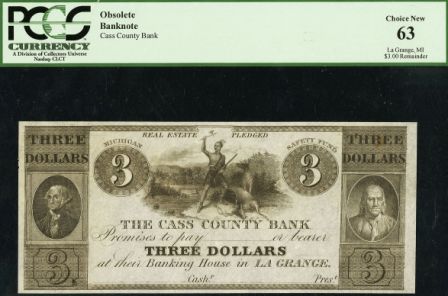 PCGS
CURRENCY
A Division of Collectors Universe
Nasdaq: CLCT
Obsolete
Banknote
Cass County Bank
Choice New
63
La Grange, MI
$3.00 Remainder
REAL ESTATE PLEDGED
MICHIGAN SAFETY FUND
THREE DOLLARS
3
3
THREE DOLLARS
THE CASS COUNTY BANK
Promises to pay or bearer
THREE DOLLARS
at their Banking House in LA GRANGE.
3 Cashr. Prest. 3